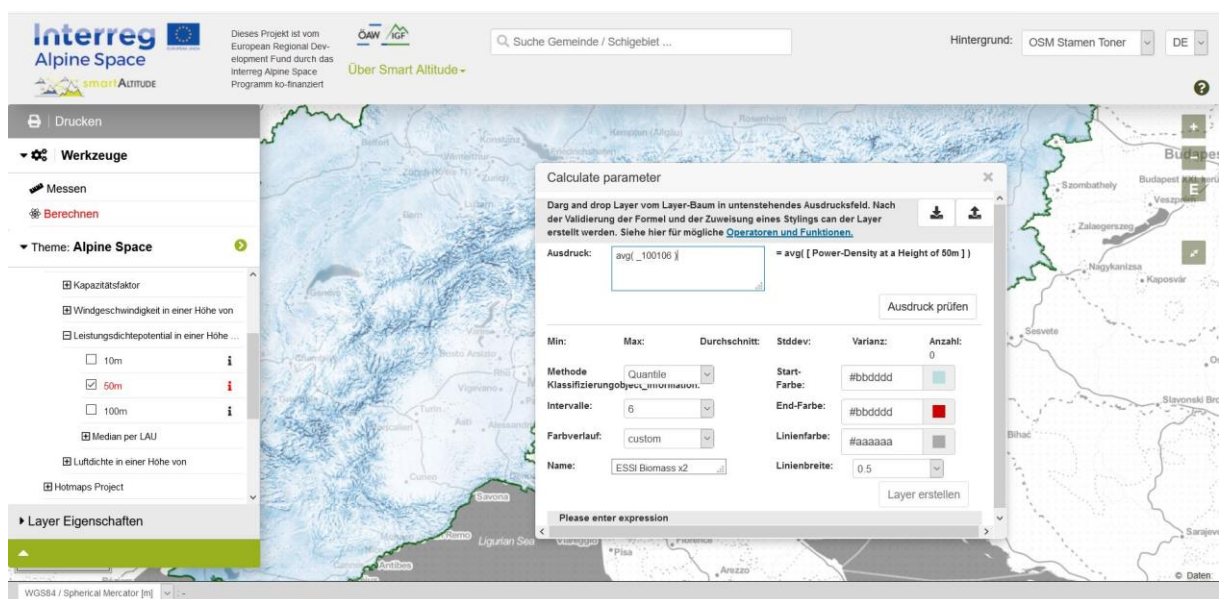 Interreg
Alpine Space
smartALTITUDE
Dieses Projekt ist vom
European Regional Dev-
elopment Fund durch das
Interreg Alpine Space
Programm ko-finanziert
ÖAW IGF
Über Smart Altitude
Suche Gemeinde / Schigebiet ...
Hintergrund: OSM Stamen Toner DE
Drucken
Werkzeuge
Messen
Berechnen
Theme: Alpine Space
Kapazitätsfaktor
Windgeschwindigkeit in einer Höhe von
Leistungsdichtepotential in einer Höhe ...
10m
50m
100m
Median per LAU
Luftdichte in einer Höhe von
Hotmaps Project
Layer Eigenschaften
WGS84 / Spherical Mercator [m] : -
Calculate parameter
Darg and drop Layer vom Layer-Baum in untenstehendes Ausdrucksfeld. Nach
der Validierung der Formel und der Zuweisung eines Stylings can der Layer
erstellt werden. Siehe hier für mögliche Operatoren und Funktionen.
Ausdruck: avg( _100106 ) = avg( [ Power-Density at a Height of 50m ] )
Ausdruck prüfen
Min: Max: Durchschnitt: Stddev: Varianz: Anzahl:
0
Methode
Klassifizierungobject_information:
Quantile
Start-
Farbe:
#bbdddd
Intervalle: 6 End-Farbe: #bbdddd
Farbverlauf: custom Linienfarbe: #aaaaaa
Name: ESSI Biomass x2 Linienbreite: 0.5
Layer erstellen
Please enter expression
Konstanz
Kempten (Allgäu)
Rosenheim
Zürich
Luzern
Bern
Vigevano
Turin
Asti
Cuneo
Savona
Sanremo
Antibes
Ligurian Sea
Viareggio
Pisa
Florence
Arezzo
Budapest
Szombathely
Veszprém
Zalaegerszeg
Nagykanizsa
Kaposvár
Sesvete
Bihać
Slavonski Bro
Sarajevo
E
© Daten: